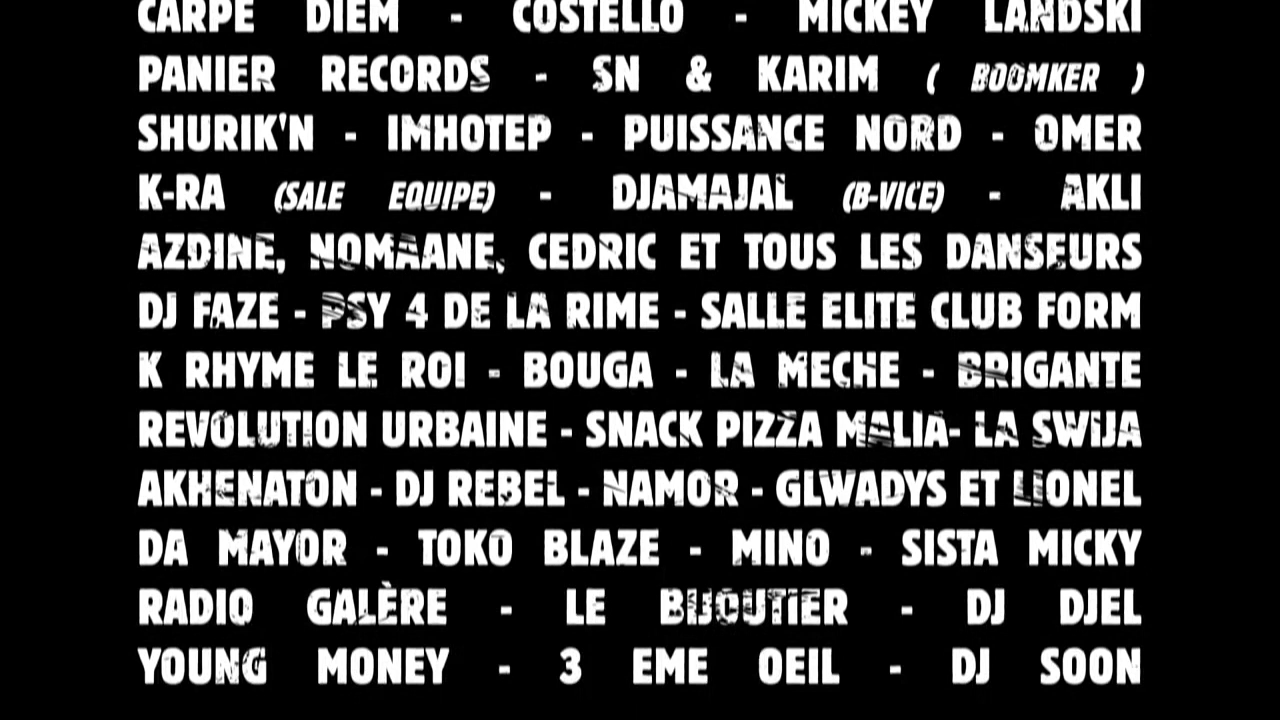 CARPE DIEM - COSTELLO - MICKEY LANDSKI
PANIER RECORDS - SN & KARIM ( BOOMKER )
SHURIK'N - IMHOTEP - PUISSANCE NORD - OMER
K-RA (SALE EQUIPE) - DJAMAJAL (B-VICE) - AKLI
AZDINE, NOMAANE, CEDRIC ET TOUS LES DANSEURS
DJ FAZE - PSY 4 DE LA RIME - SALLE ELITE CLUB FORM
K RHYME LE ROI - BOUGA - LA MECHE - BRIGANTE
REVOLUTION URBAINE - SNACK PIZZA MALIA- LA SWIJA
AKHENATON - DJ REBEL - NAMOR - GLWADYS ET LIONEL
DA MAYOR - TOKO BLAZE - MINO - SISTA MICKY
RADIO GALÈRE - LE BIJOUTIER - DJ DJEL
YOUNG MONEY - 3 EME OEIL - DJ SOON